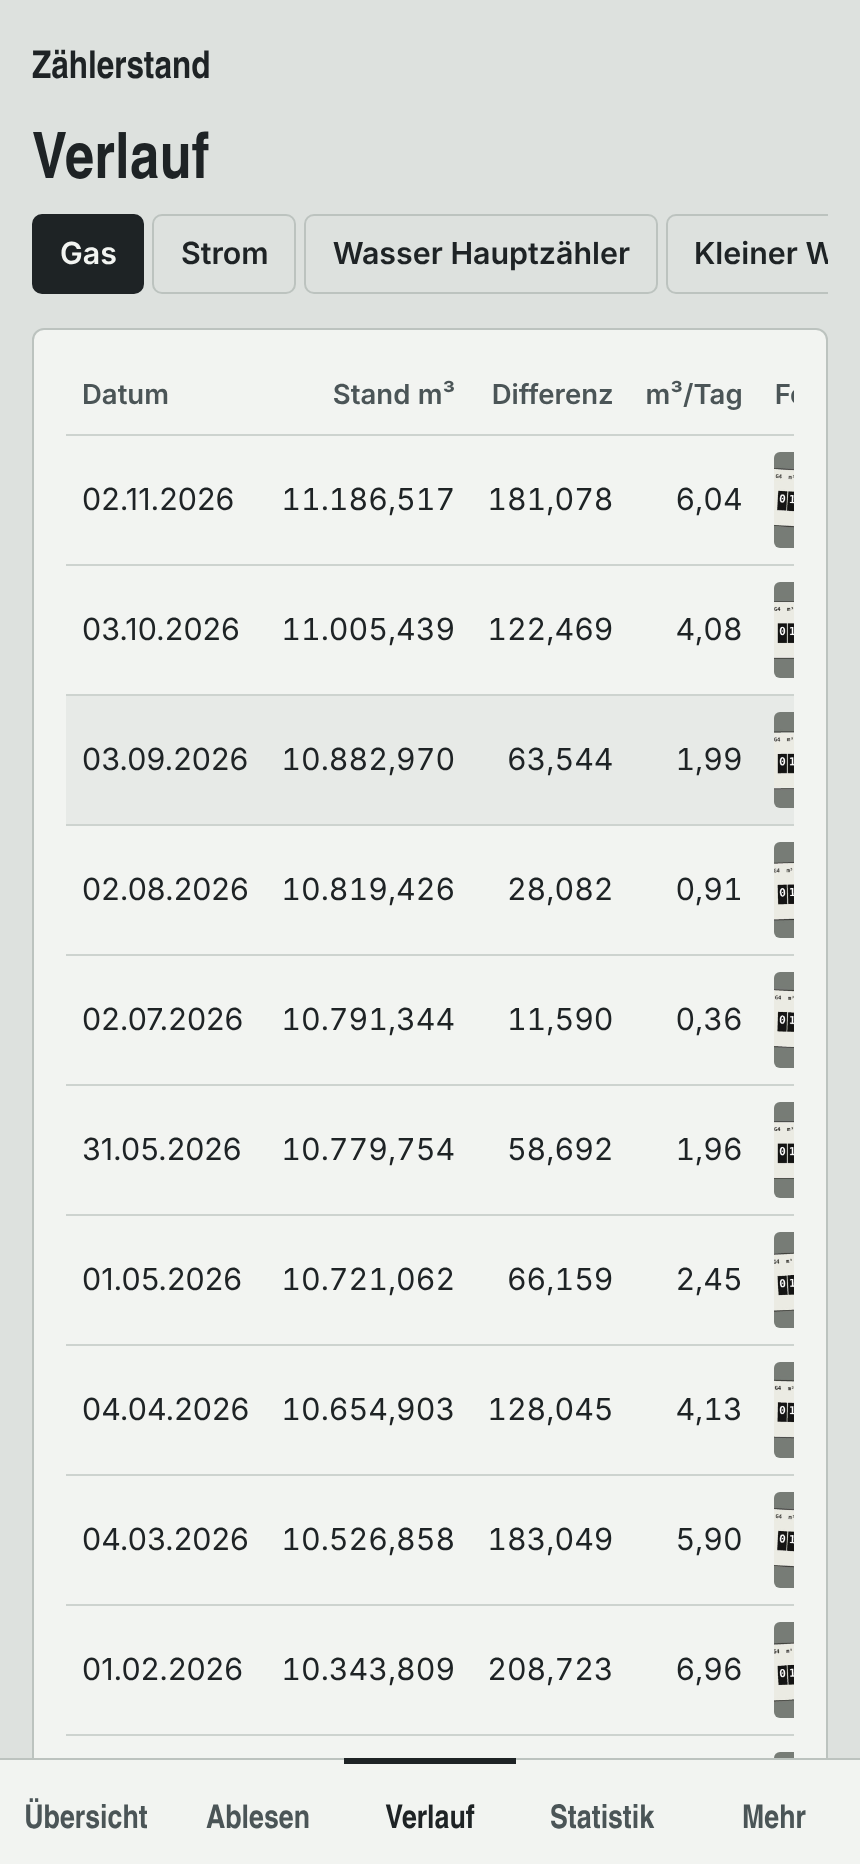 Zählerstand
Verlauf
Gas Strom Wasser Hauptzähler Kleiner
Datum Stand m³ Differenz m³/Tag
02.11.2026 11.186,517 181,078 6,04
03.10.2026 11.005,439 122,469 4,08
03.09.2026 10.882,970 63,544 1,99
02.08.2026 10.819,426 28,082 0,91
02.07.2026 10.791,344 11,590 0,36
31.05.2026 10.779,754 58,692 1,96
01.05.2026 10.721,062 66,159 2,45
04.04.2026 10.654,903 128,045 4,13
04.03.2026 10.526,858 183,049 5,90
01.02.2026 10.343,809 208,723 6,96
Übersicht Ablesen Verlauf Statistik Mehr